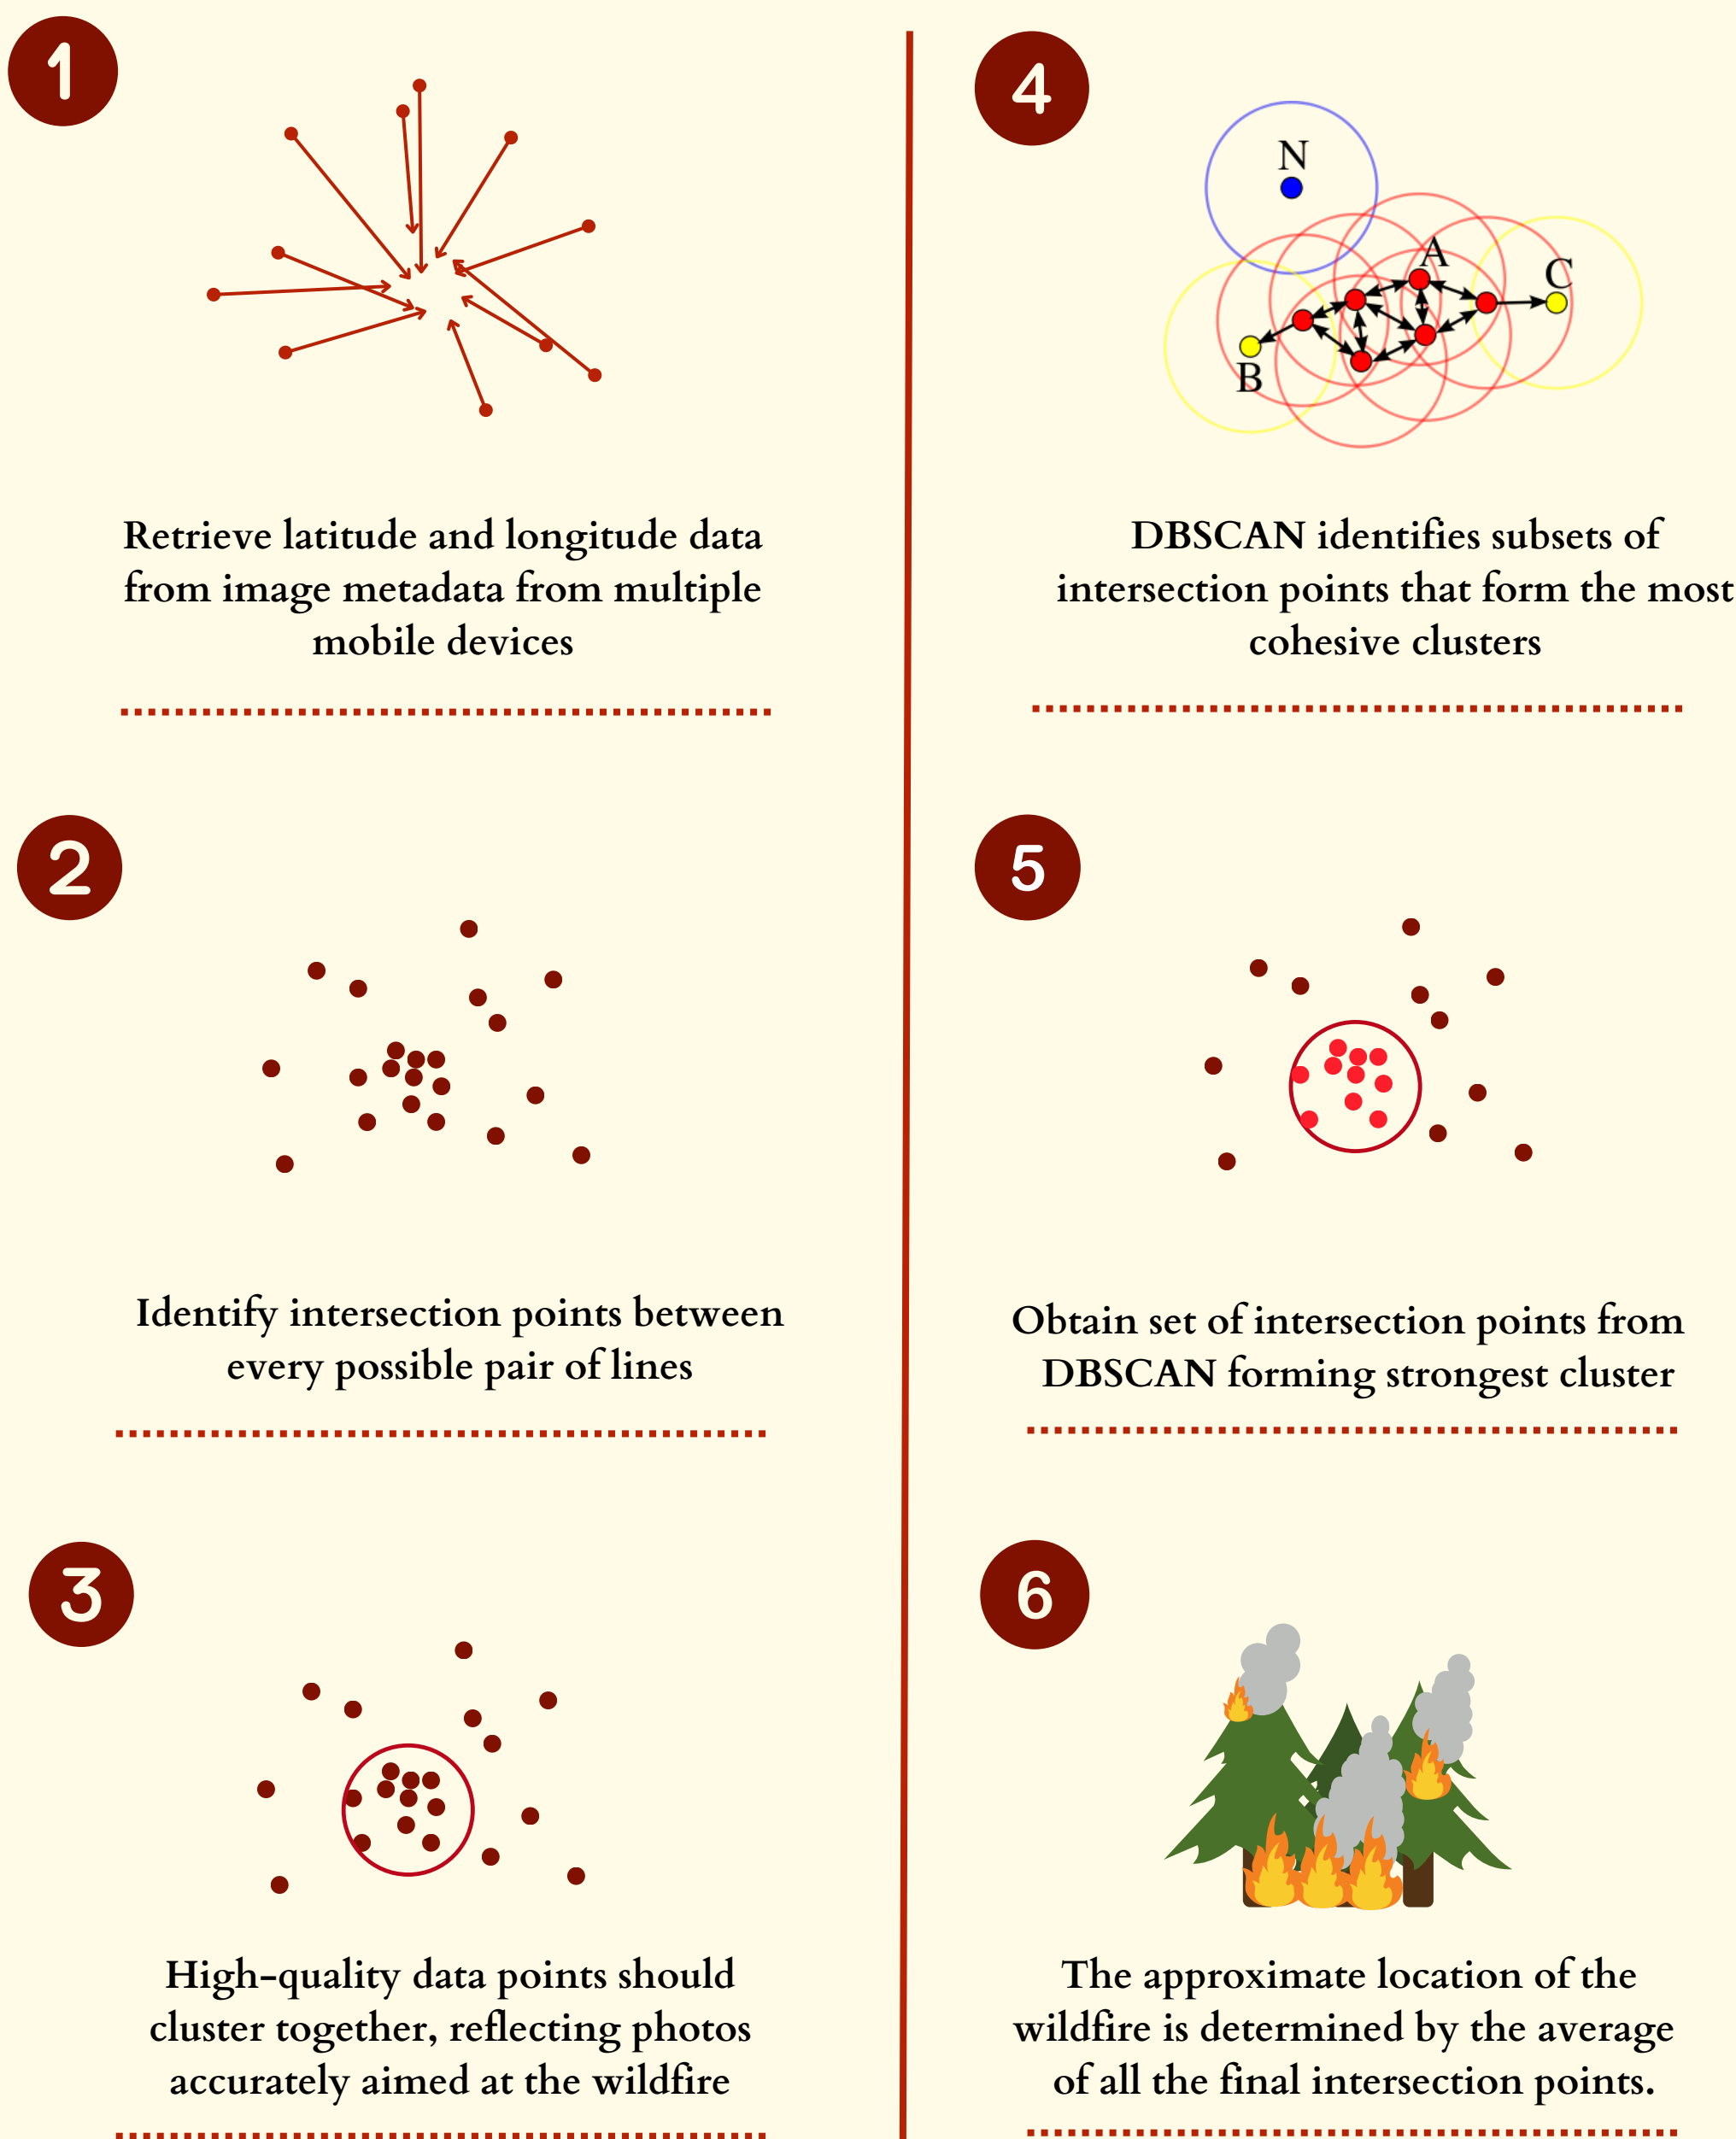 1
Retrieve latitude and longitude data
from image metadata from multiple
mobile devices
2
Identify intersection points between
every possible pair of lines
3
High-quality data points should
cluster together, reflecting photos
accurately aimed at the wildfire
4
N
A
C
B
DBSCAN identifies subsets of
intersection points that form the most
cohesive clusters
5
Obtain set of intersection points from
DBSCAN forming strongest cluster
6
The approximate location of the
wildfire is determined by the average
of all the final intersection points.